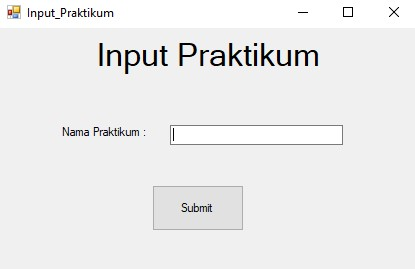 Input_Praktikum
Input Praktikum
Nama Praktikum :
Submit